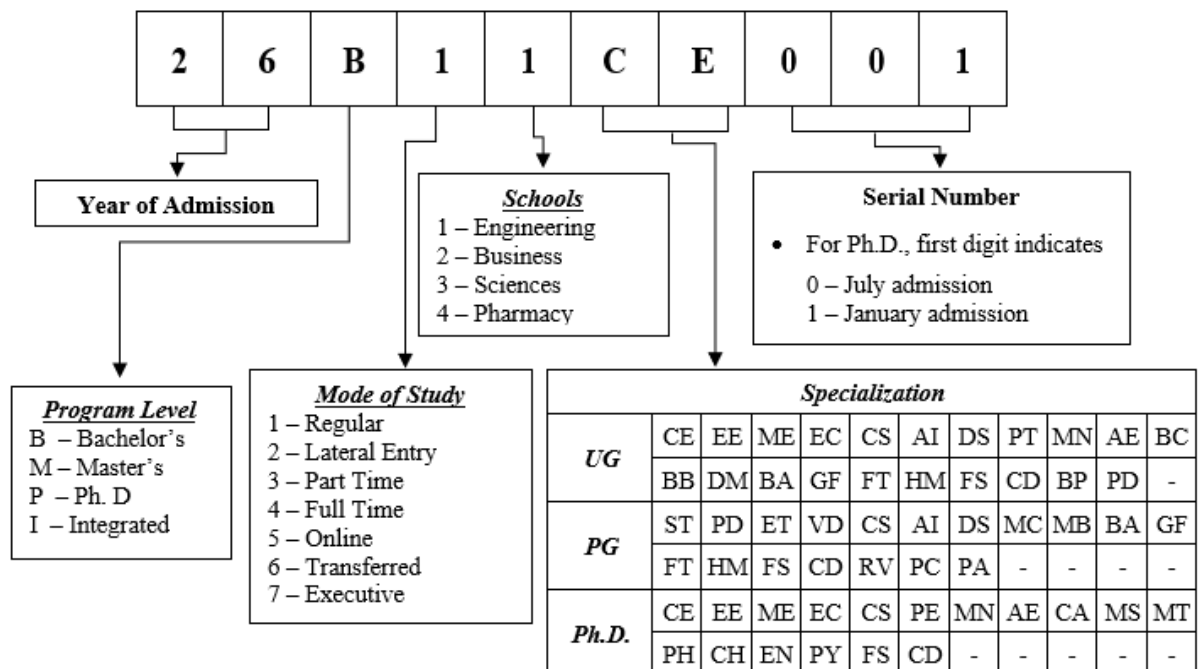 2 6 B 1 1 C E 0 0 1
Year of Admission
Schools
1 – Engineering
2 – Business
3 – Sciences
4 – Pharmacy
Serial Number
• For Ph.D., first digit indicates
0 – July admission
1 – January admission
Program Level
B – Bachelor's
M – Master's
P – Ph. D
I – Integrated
Mode of Study
1 – Regular
2 – Lateral Entry
3 – Part Time
4 – Full Time
5 – Online
6 – Transferred
7 – Executive
Specialization
UG
CE EE ME EC CS AI DS PT MN AE BC
BB DM BA GF FT HM FS CD BP PD -
PG
ST PD ET VD CS AI DS MC MB BA GF
FT HM FS CD RV PC PA - - - -
Ph.D.
CE EE ME EC CS PE MN AE CA MS MT
PH CH EN PY FS CD - - - - -